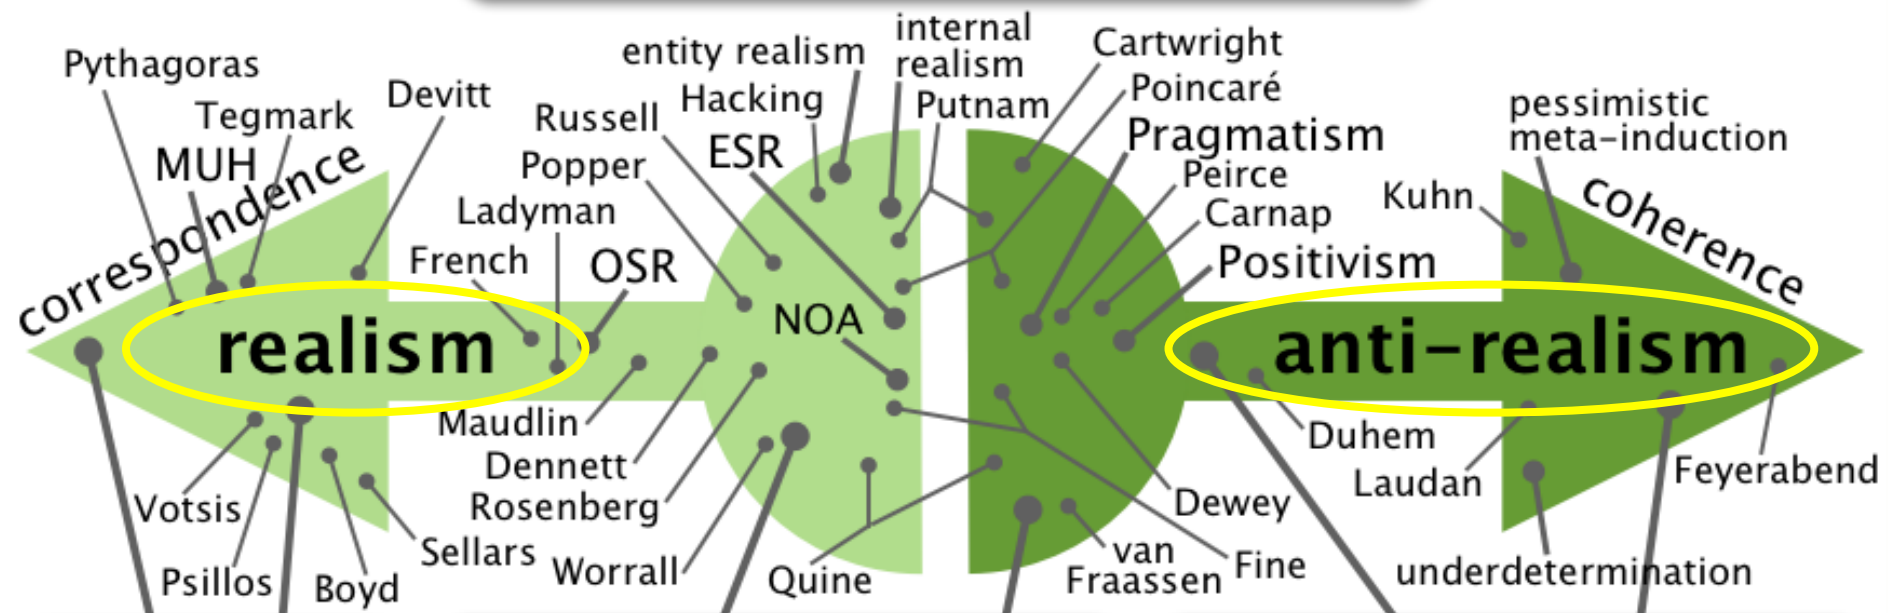 Pythagoras
Tegmark
Devitt
MUH
correspondence
Russell
Popper
Ladyman
French
OSR
entity realism
Hacking
ESR
internal
realism
Putnam
Cartwright
Poincaré
Pragmatism
Peirce
Carnap
Positivism
Kuhn
pessimistic
meta-induction
coherence
NOA
realism
anti-realism
Maudlin
Dennett
Rosenberg
Worrall
Votsis
Psillos
Boyd
Sellars
Quine
van
Fraassen
Fine
Dewey
Duhem
Laudan
Feyerabend
underdetermination